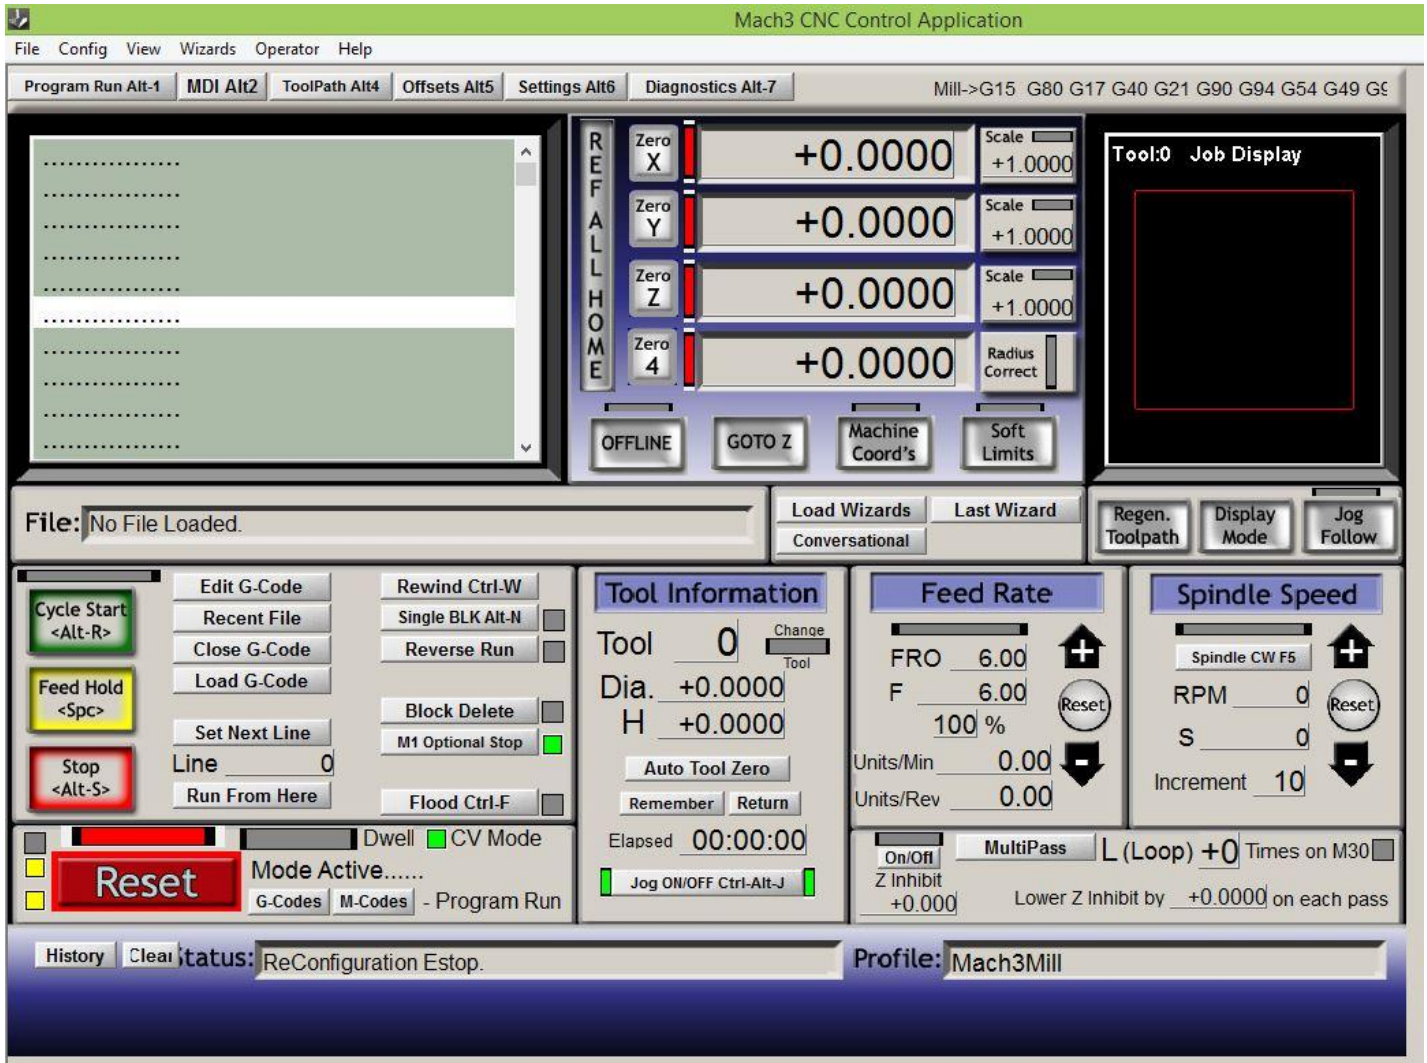 Mach3 CNC Control Application
File Config View Wizards Operator Help
Program Run Alt-1 MDI Alt2 ToolPath Alt4 Offsets Alt5 Settings Alt6 Diagnostics Alt-7 Mill->G15 G80 G17 G40 G21 G90 G94 G54 G49 G9
.................
.................
.................
.................
.................
.................
.................
.................
.................
REF ALL HOME
Zero X +0.0000 Scale +1.0000
Zero Y +0.0000 Scale +1.0000
Zero Z +0.0000 Scale +1.0000
Zero 4 +0.0000 Radius Correct
OFFLINE GOTO Z Machine Coord's Soft Limits
Tool:0 Job Display
File: No File Loaded.
Load Wizards Last Wizard
Conversational
Regen. Toolpath Display Mode Jog Follow
Cycle Start <Alt-R>
Feed Hold <Spc>
Stop <Alt-S>
Edit G-Code
Recent File
Close G-Code
Load G-Code
Set Next Line
Line 0
Run From Here
Rewind Ctrl-W
Single BLK Alt-N
Reverse Run
Block Delete
M1 Optional Stop
Flood Ctrl-F
Tool Information
Tool 0 Change Tool
Dia. +0.0000
H +0.0000
Auto Tool Zero
Remember Return
Elapsed 00:00:00
Jog ON/OFF Ctrl-Alt-J
Feed Rate
FRO 6.00 +
F 6.00 Reset
100 %
Units/Min 0.00 -
Units/Rev 0.00
Spindle Speed
Spindle CW F5 +
RPM 0 Reset
S 0
Increment 10 -
Reset
Dwell CV Mode
Mode Active......
G-Codes M-Codes - Program Run
On/Off
Z Inhibit
+0.000
MultiPass L (Loop) +0 Times on M30
Lower Z Inhibit by +0.0000 on each pass
History Clear Status: ReConfiguration Estop. Profile: Mach3Mill